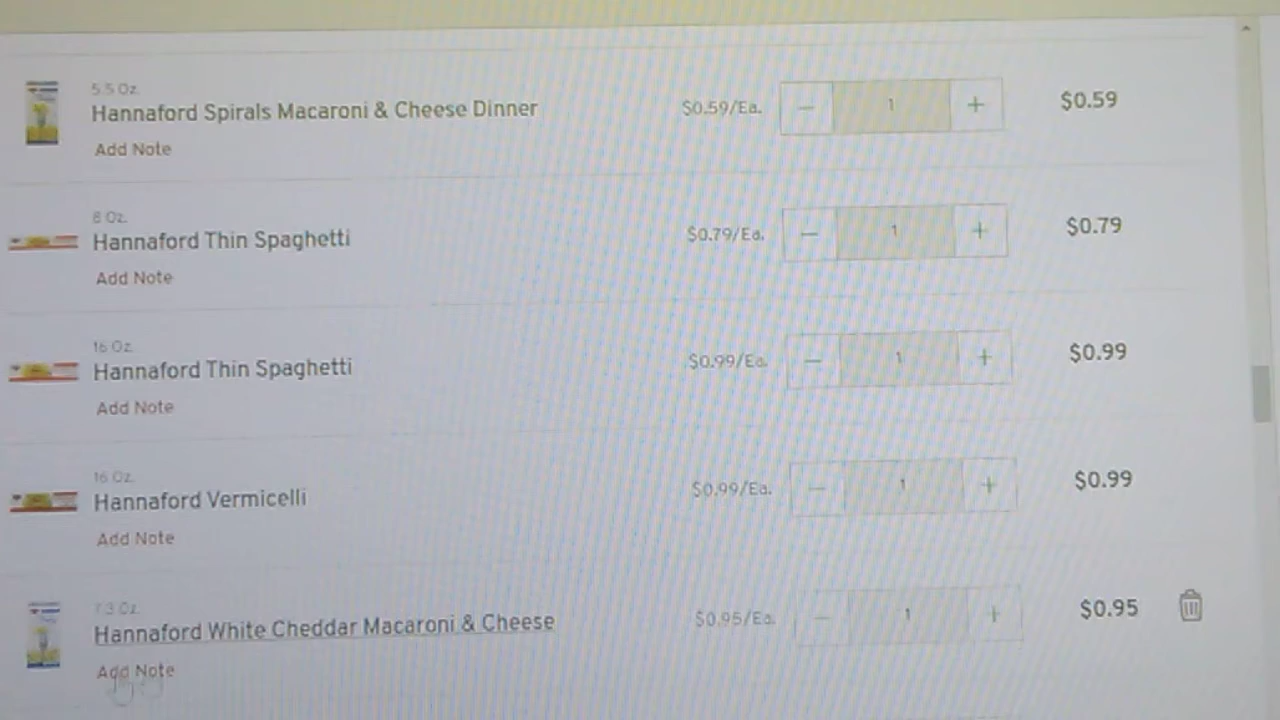 5.5 Oz.
Hannaford Spirals Macaroni & Cheese Dinner
Add Note
$0.59/Ea.
1
$0.59
8 Oz.
Hannaford Thin Spaghetti
Add Note
$0.79/Ea.
1
$0.79
16 Oz.
Hannaford Thin Spaghetti
Add Note
$0.99/Ea.
1
$0.99
16 Oz.
Hannaford Vermicelli
Add Note
$0.99/Ea.
1
$0.99
7.3 Oz.
Hannaford White Cheddar Macaroni & Cheese
Add Note
$0.95/Ea.
1
$0.95